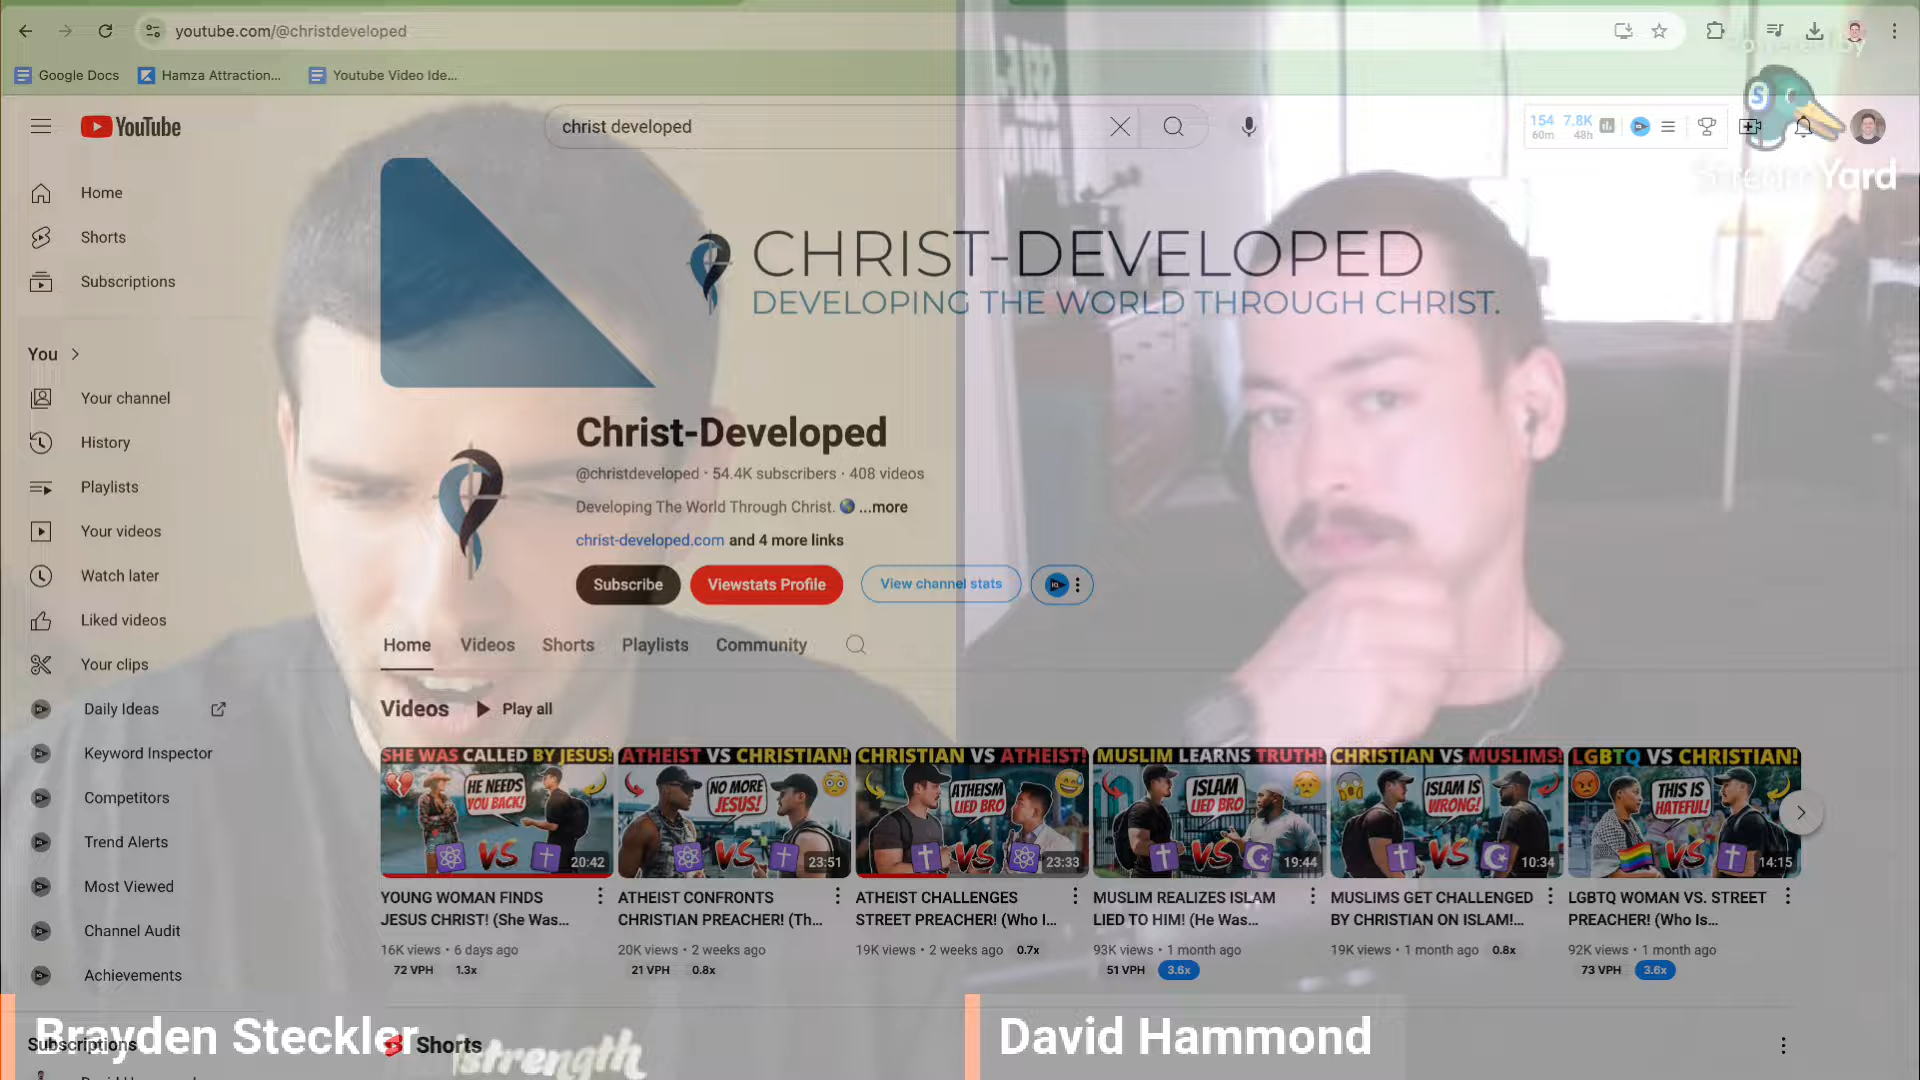 youtube.com/@christdeveloped
Google Docs
Hamza Attraction...
Youtube Video Ide...
Powered by
StreamYard
YouTube
christ developed
154 7.8K
60m 48h
Home
Shorts
Subscriptions
You
Your channel
History
Playlists
Your videos
Watch later
Liked videos
Your clips
Daily Ideas
Keyword Inspector
Competitors
Trend Alerts
Most Viewed
Channel Audit
Achievements
Subscriptions
CHRIST-DEVELOPED
DEVELOPING THE WORLD THROUGH CHRIST.
Christ-Developed
@christdeveloped · 54.4K subscribers · 408 videos
Developing The World Through Christ. ...more
christ-developed.com and 4 more links
Subscribe
Viewstats Profile
View channel stats
Home Videos Shorts Playlists Community
Videos
Play all
SHE WAS CALLED BY JESUS!
HE NEEDS
YOU BACK!
VS
20:42
YOUNG WOMAN FINDS
JESUS CHRIST! (She Was...
16K views • 6 days ago
72 VPH 1.3x
ATHEIST VS CHRISTIAN!
NO MORE
JESUS!
VS
23:51
ATHEIST CONFRONTS
CHRISTIAN PREACHER! (Th...
20K views • 2 weeks ago
21 VPH 0.8x
CHRISTIAN VS ATHEIST!
ATHEISM
LIED BRO
VS
23:33
ATHEIST CHALLENGES
STREET PREACHER! (Who I...
19K views • 2 weeks ago 0.7x
MUSLIM LEARNS TRUTH!
ISLAM
LIED BRO
VS
19:44
MUSLIM REALIZES ISLAM
LIED TO HIM! (He Was...
93K views • 1 month ago
51 VPH 3.6x
CHRISTIAN VS MUSLIMS!
ISLAM IS
WRONG!
VS
10:34
MUSLIMS GET CHALLENGED
BY CHRISTIAN ON ISLAM!...
19K views • 1 month ago 0.8x
LGBTQ VS CHRISTIAN!
THIS IS
HATEFUL!
VS
14:15
LGBTQ WOMAN VS. STREET
PREACHER! (Who Is...
92K views • 1 month ago
73 VPH 3.6x
Shorts
Brayden Steckler
strength
David Hammond